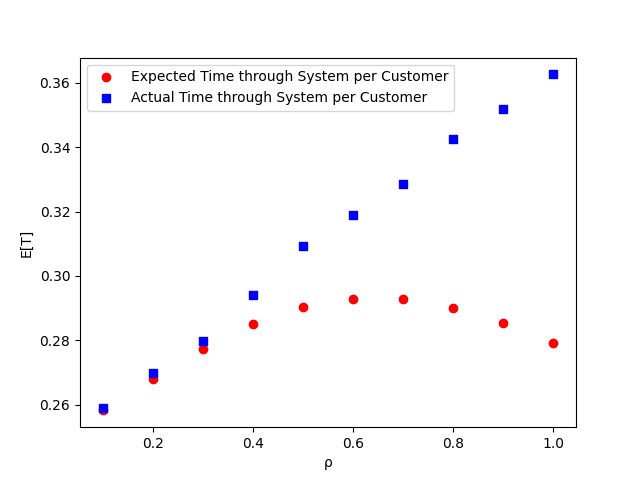 Expected Time through System per Customer
Actual Time through System per Customer
0.36
0.34
0.32
0.30
0.28
0.26
E[T]
0.2 0.4 0.6 0.8 1.0
ρ